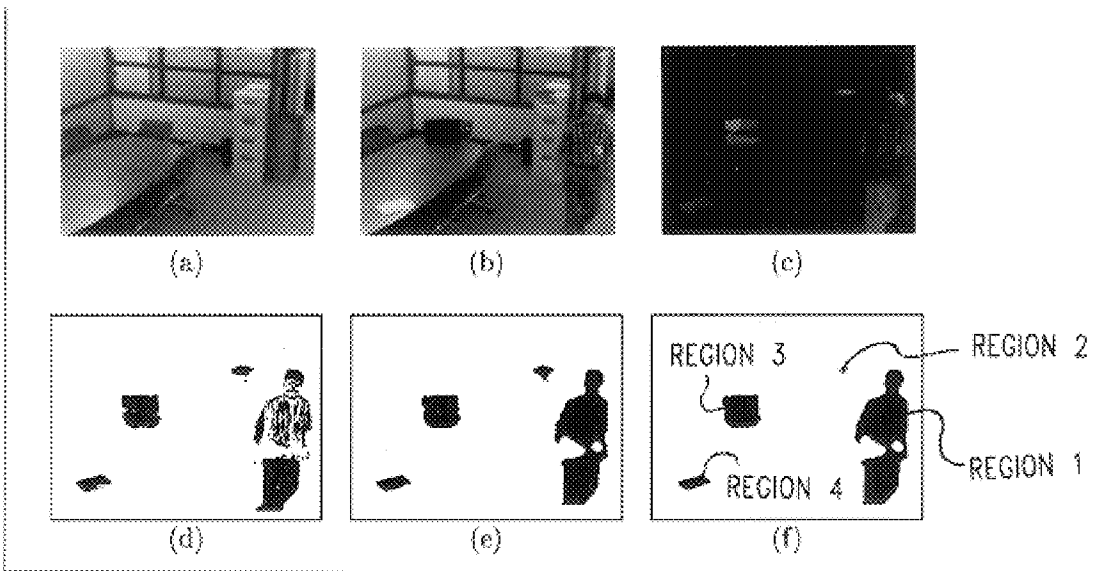 (a)
(b)
(c)
REGION 3
REGION 2
REGION 1
REGION 4
(d)
(e)
(f)